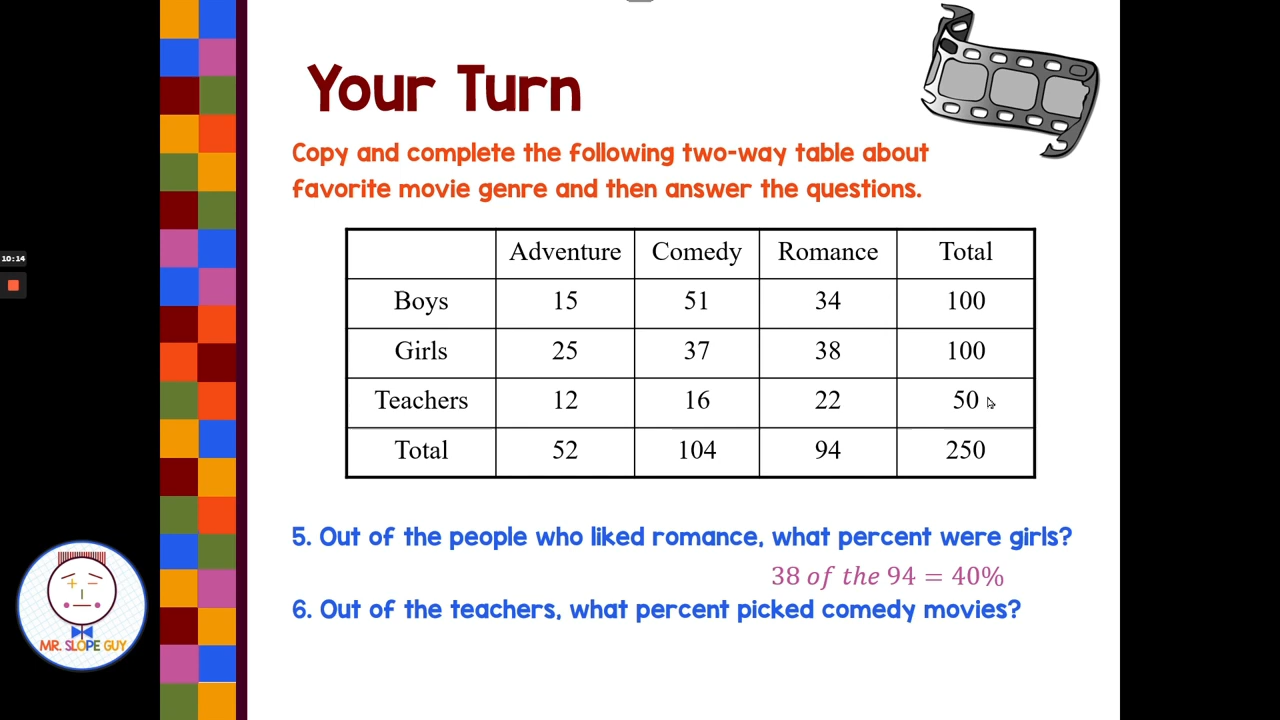 Your Turn
Copy and complete the following two-way table about
favorite movie genre and then answer the questions.
Adventure Comedy Romance Total
Boys 15 51 34 100
Girls 25 37 38 100
Teachers 12 16 22 50
Total 52 104 94 250
10:14
5. Out of the people who liked romance, what percent were girls?
38 of the 94 = 40%
6. Out of the teachers, what percent picked comedy movies?
MR. SLOPE GUY